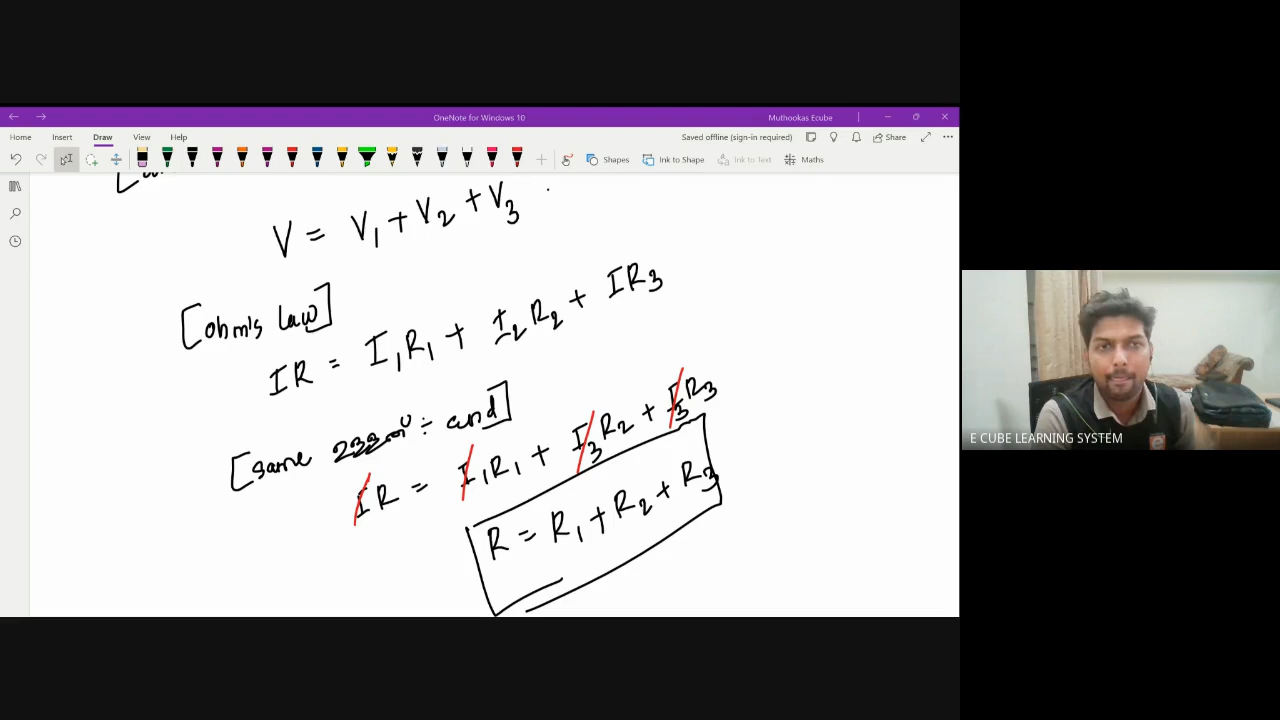 OneNote for Windows 10
Muthookas Ecube
Home Insert Draw View Help
Saved offline (sign-in required) Share
Shapes Ink to Shape Ink to Text Maths
V = V1 + V2 + V3
[ohm's law]
IR = I1R1 + I2R2 + IR3
[same ÷ and]
IR = I1R1 + I3R2 + I3R3
R = R1 + R2 + R3
E CUBE LEARNING SYSTEM